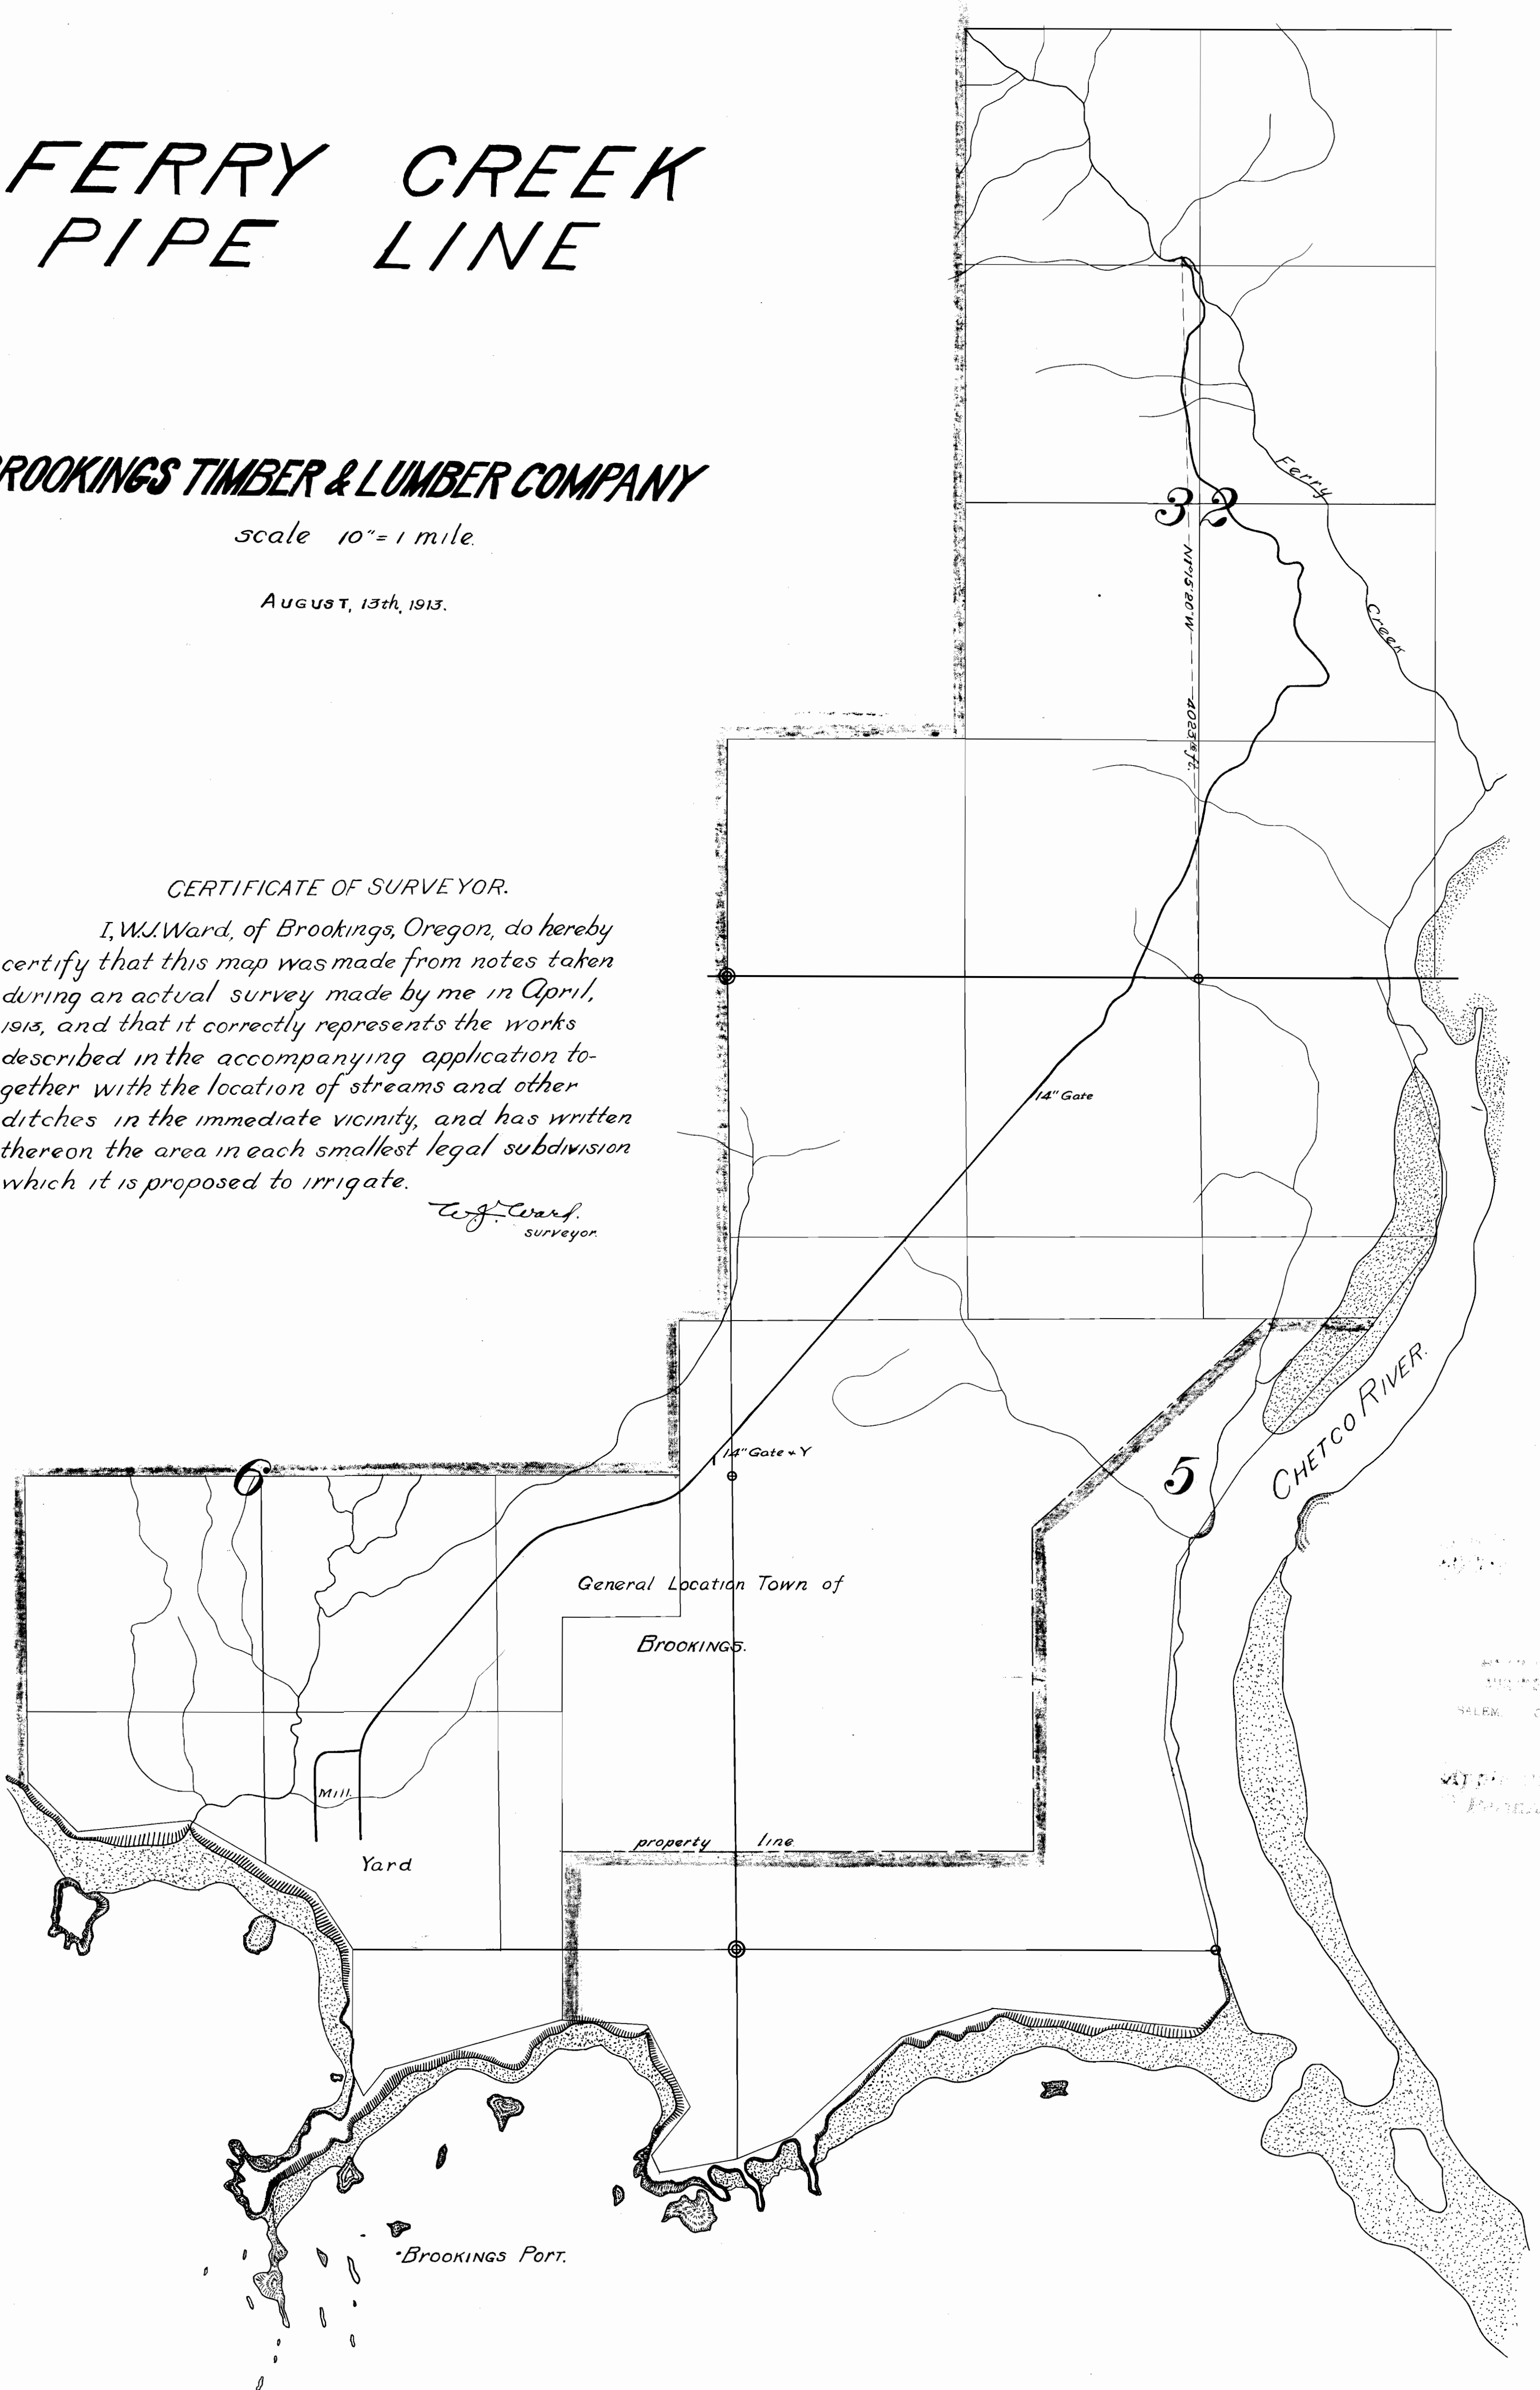 FERRY CREEK
PIPE LINE
BROOKINGS TIMBER & LUMBER COMPANY
scale 10"= 1 mile.
AUGUST, 13th, 1913.
CERTIFICATE OF SURVEYOR.
I, W.J. Ward, of Brookings, Oregon, do hereby
certify that this map was made from notes taken
during an actual survey made by me in April,
1913, and that it correctly represents the works
described in the accompanying application to-
gether with the location of streams and other
ditches in the immediate vicinity, and has written
thereon the area in each smallest legal subdivision
which it is proposed to irrigate.
W. J. Ward.
surveyor.
Ferry
32
N1°15'20"W
Creek
14" Gate
CHETCO RIVER.
14" Gate + Y
6
5
General Location Town of
BROOKINGS.
Mill.
property line
Yard
BROOKINGS PORT.
SALEM